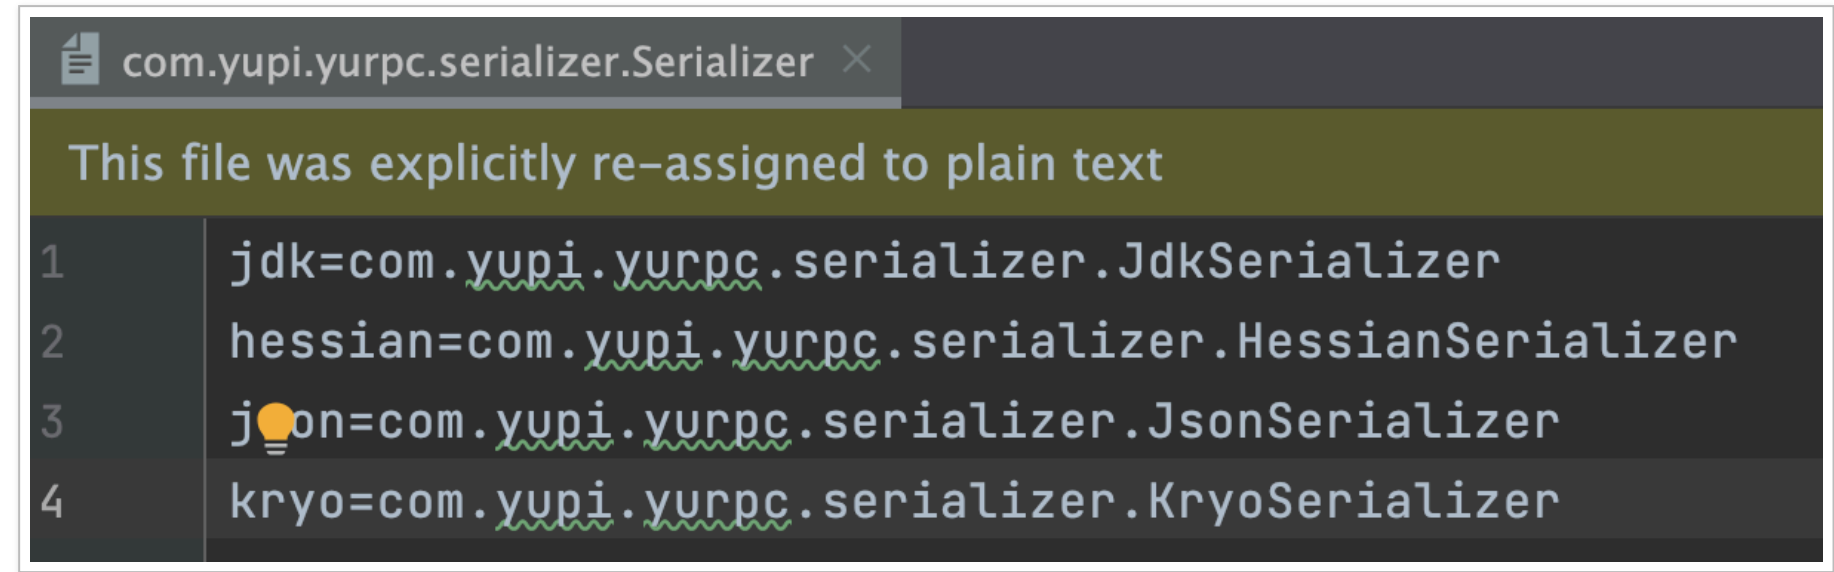 com.yupi.yurpc.serializer.Serializer
This file was explicitly re-assigned to plain text
1 jdk=com.yupi.yurpc.serializer.JdkSerializer
2 hessian=com.yupi.yurpc.serializer.HessianSerializer
3 json=com.yupi.yurpc.serializer.JsonSerializer
4 kryo=com.yupi.yurpc.serializer.KryoSerializer